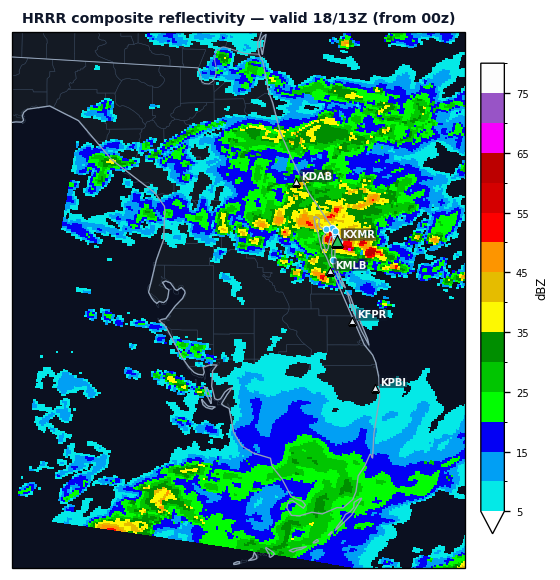 HRRR composite reflectivity — valid 18/13Z (from 00z)
75
65
55
45
35
25
15
5
dBZ
KDAB
KXMR
KMLB
KFPR
KPBI